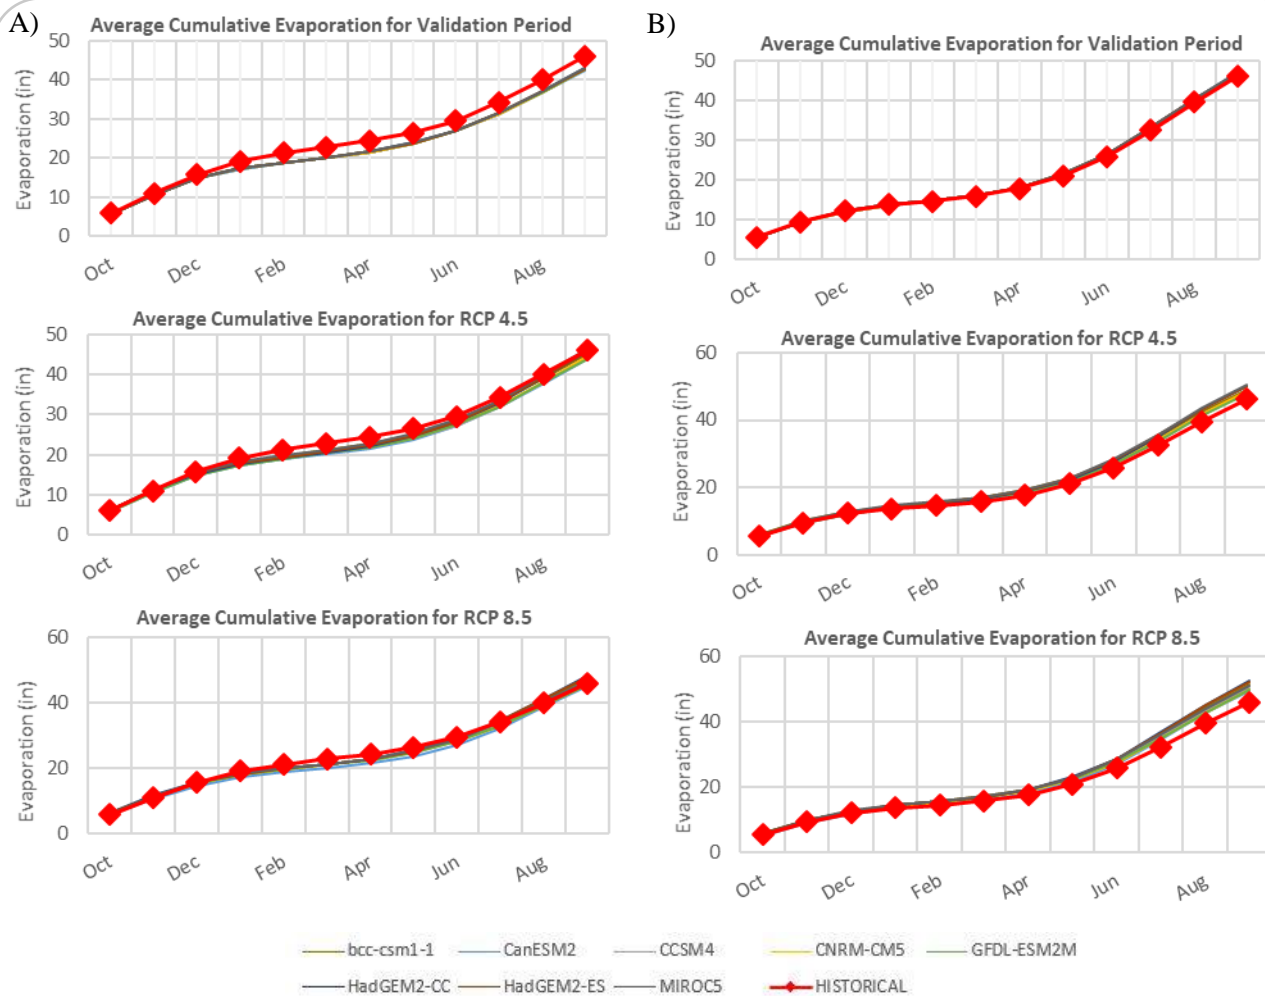 A)
Average Cumulative Evaporation for Validation Period
Evaporation (in)
50
40
30
20
10
0
Oct Dec Feb Apr Jun Aug
Average Cumulative Evaporation for RCP 4.5
Evaporation (in)
50
40
30
20
10
0
Oct Dec Feb Apr Jun Aug
Average Cumulative Evaporation for RCP 8.5
Evaporation (in)
60
40
20
0
Oct Dec Feb Apr Jun Aug
B)
Average Cumulative Evaporation for Validation Period
Evaporation (in)
50
40
30
20
10
0
Oct Dec Feb Apr Jun Aug
Average Cumulative Evaporation for RCP 4.5
Evaporation (in)
60
40
20
0
Oct Dec Feb Apr Jun Aug
Average Cumulative Evaporation for RCP 8.5
Evaporation (in)
60
40
20
0
Oct Dec Feb Apr Jun Aug
bcc-csm1-1 CanESM2 CCSM4 CNRM-CM5 GFDL-ESM2M
HadGEM2-CC HadGEM2-ES MIROC5 HISTORICAL